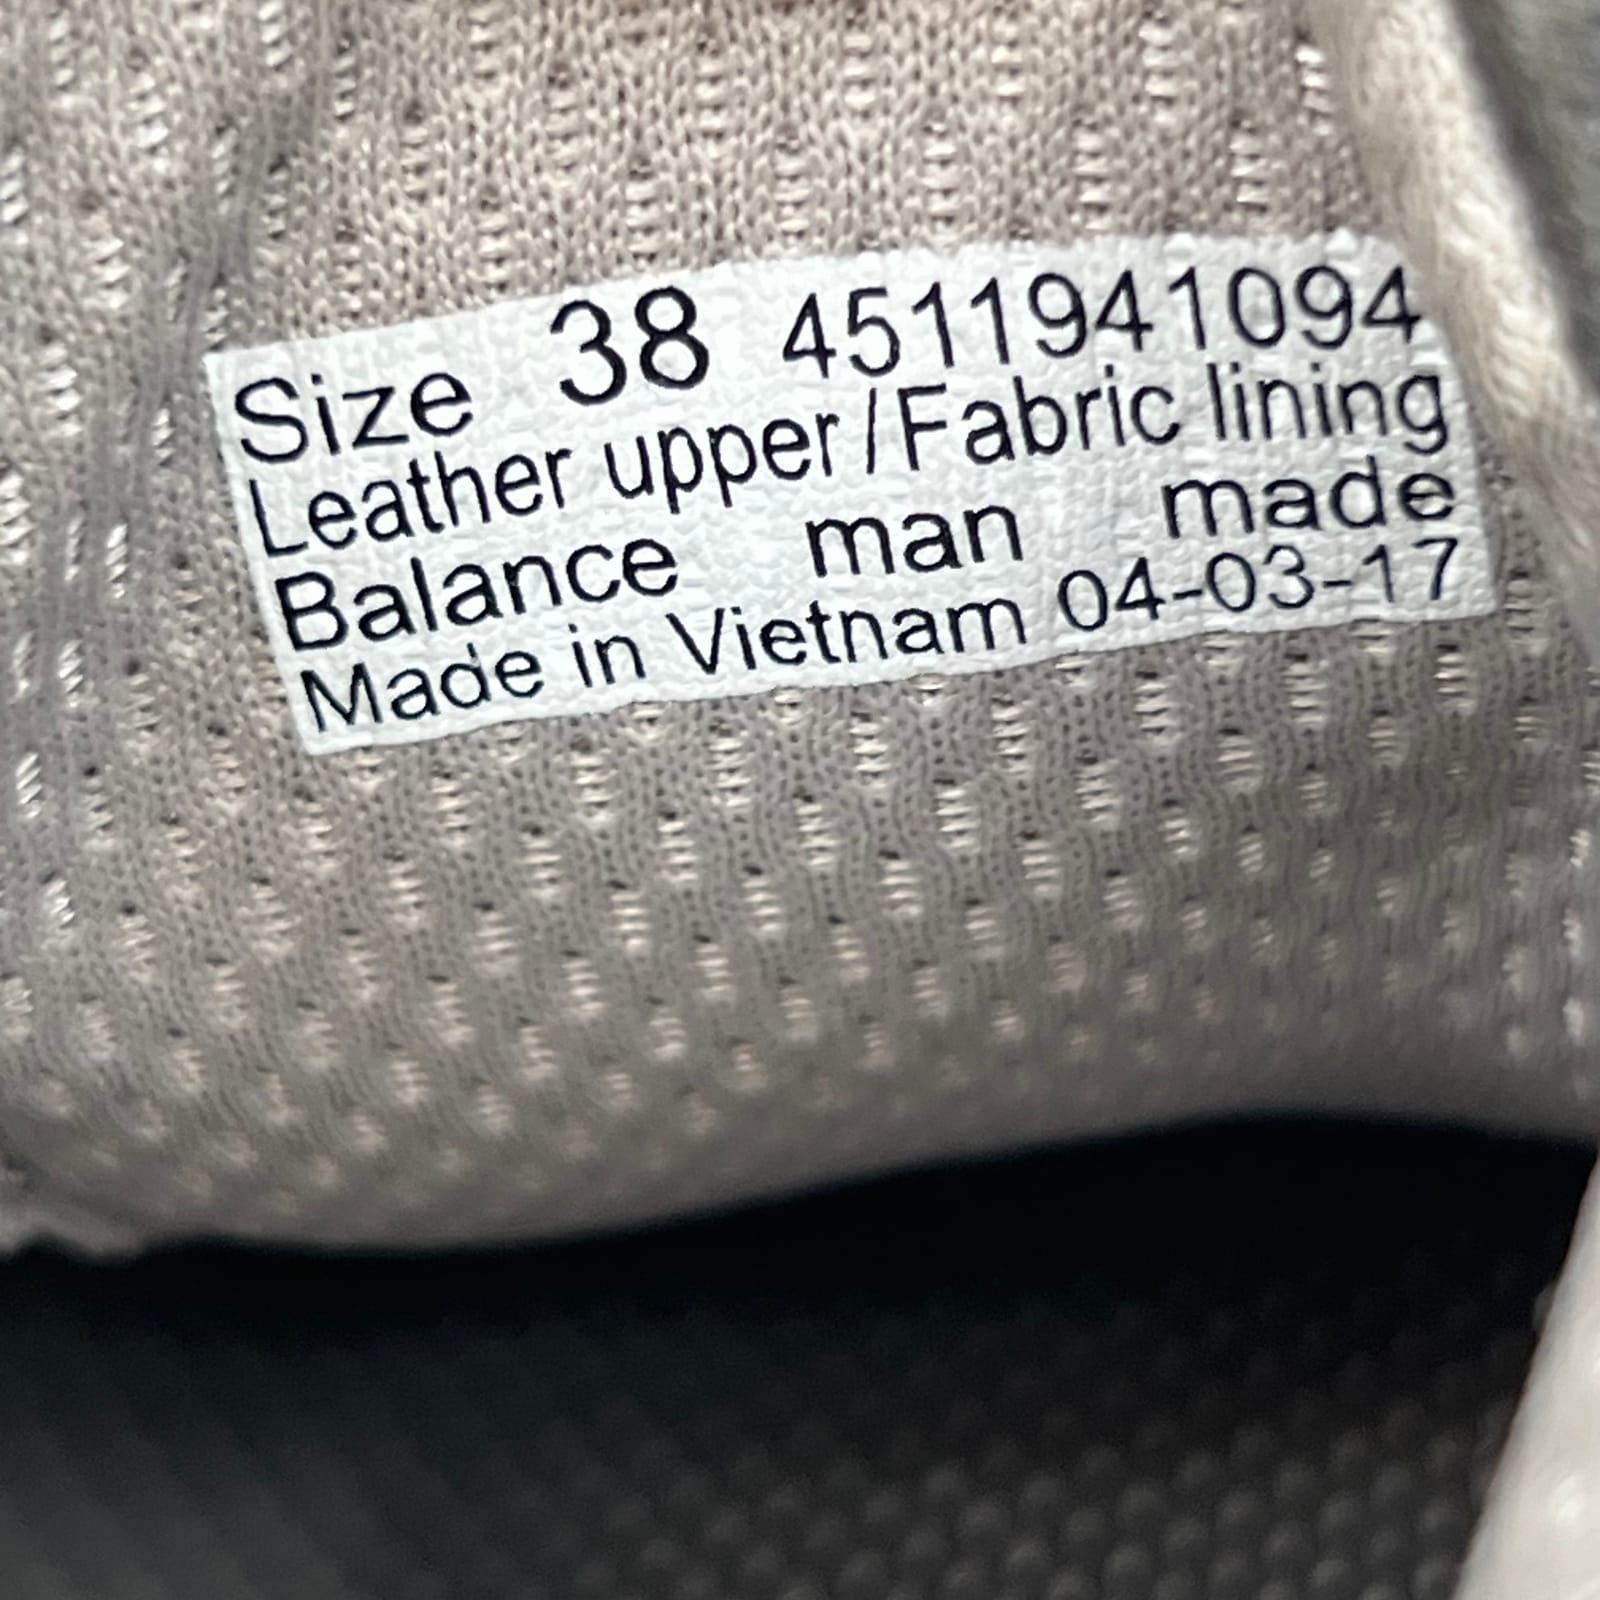 Size 38 4511941094
Leather upper/Fabric lining
Balance man made
Made in Vietnam 04-03-17